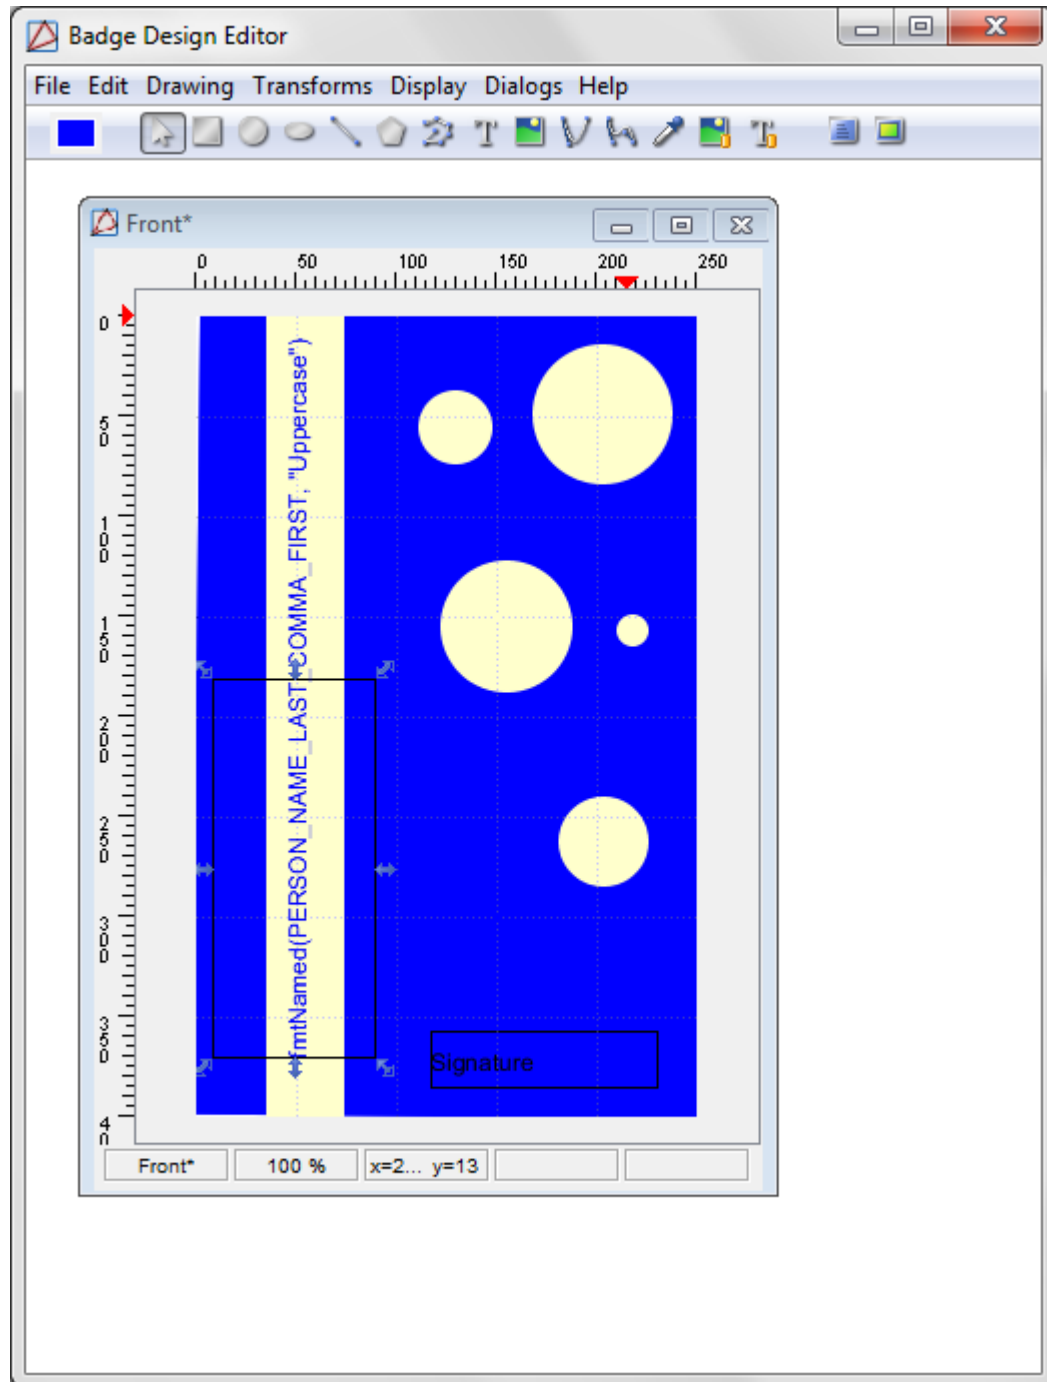 Badge Design Editor
File Edit Drawing Transforms Display Dialogs Help
Front*
0 50 100 150 200 250
0
50
100
150
200
250
300
350
40
fmtNamed(PERSON_NAME_LAST_COMMA_FIRST, "Uppercase")
Signature
Front* 100 % x=2... y=13